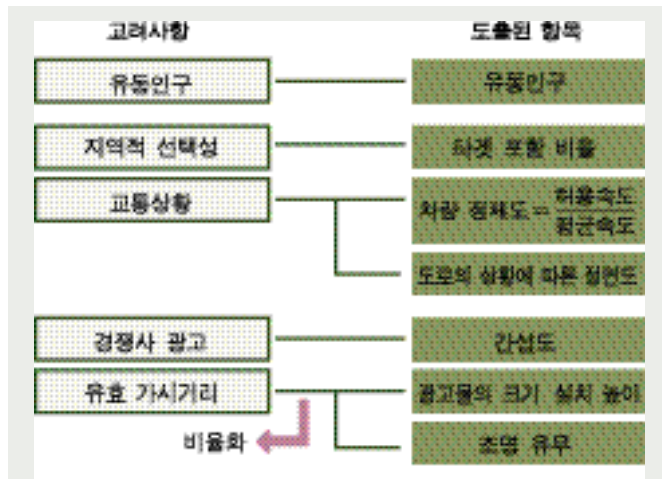 고려사항 도출된 항목
유동인구 유동인구
지역적 선택성 타겟 포함 비율
교통상황 차량 정체도 = 허용속도
평균속도
도로의 상황에 따른 정면도
경쟁사 광고 간섭도
유효 가시거리 광고물의 크기 설치 높이
비율화 조명 유무